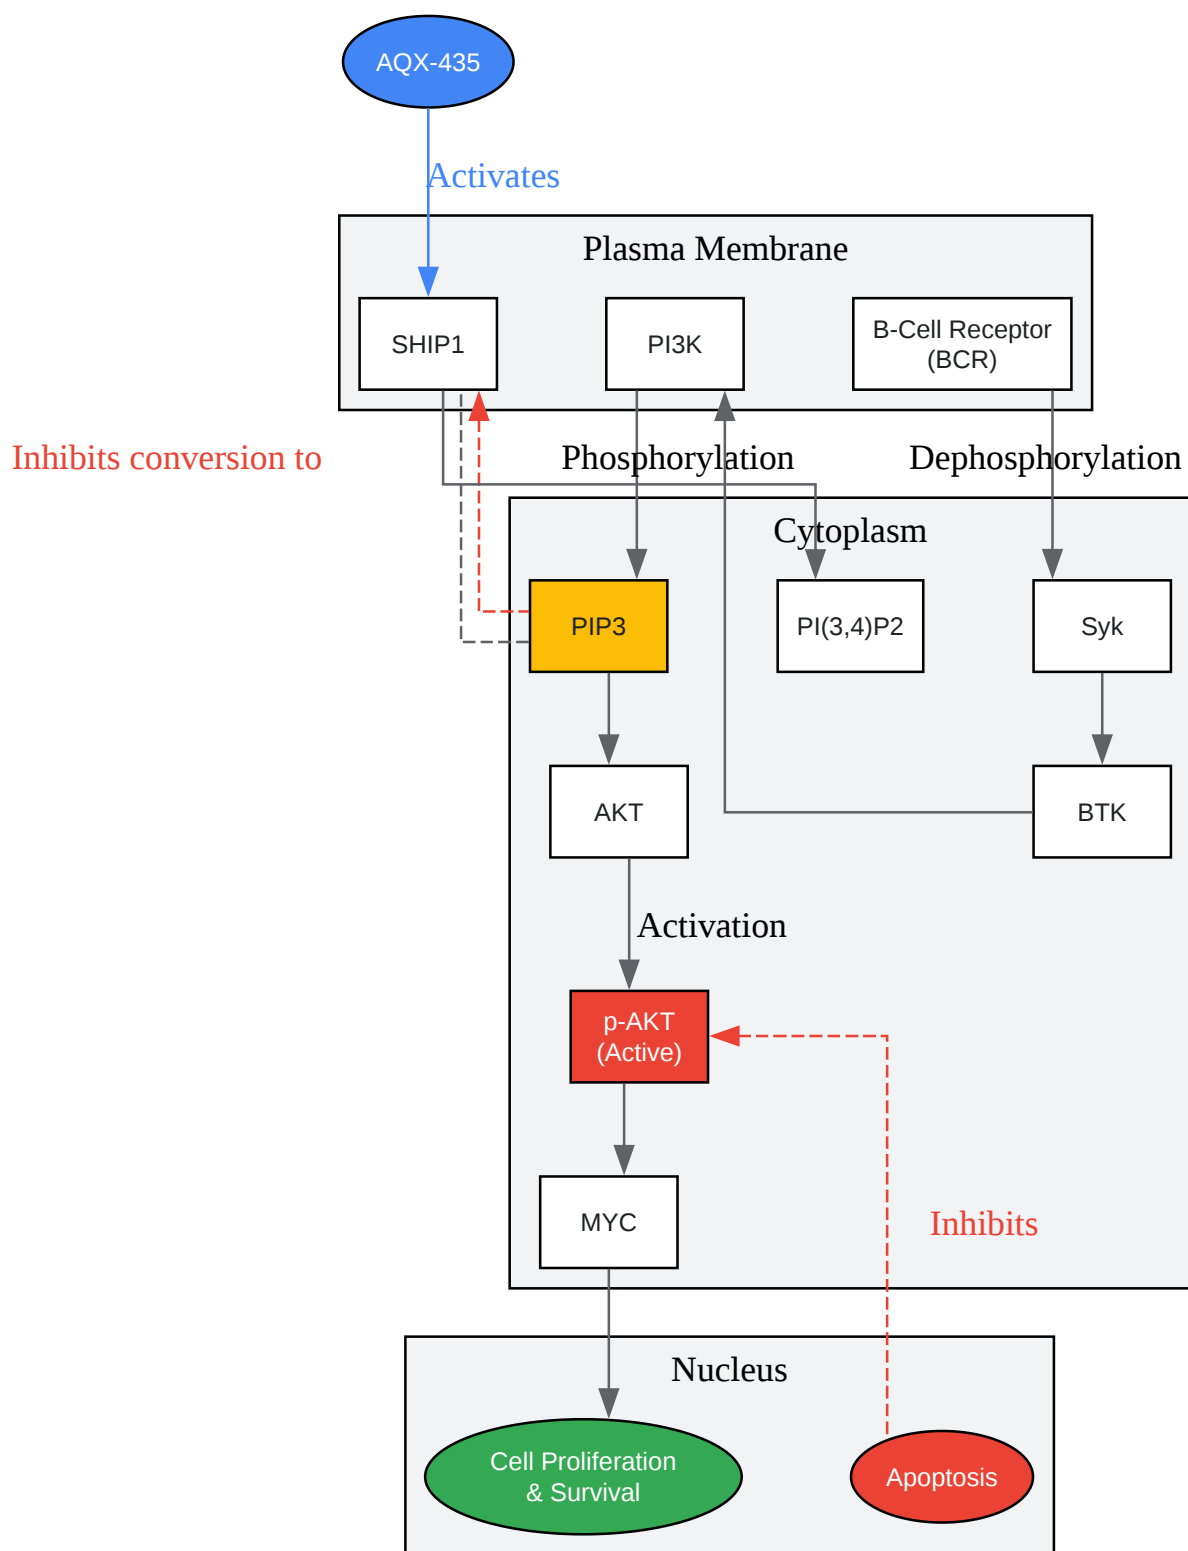 AQX-435
Activates
Plasma Membrane
SHIP1
PI3K
B-Cell Receptor
(BCR)
Inhibits conversion to
Phosphorylation
Dephosphorylation
Cytoplasm
PIP3
PI(3,4)P2
Syk
AKT
BTK
Activation
p-AKT
(Active)
MYC
Inhibits
Nucleus
Cell Proliferation
& Survival
Apoptosis